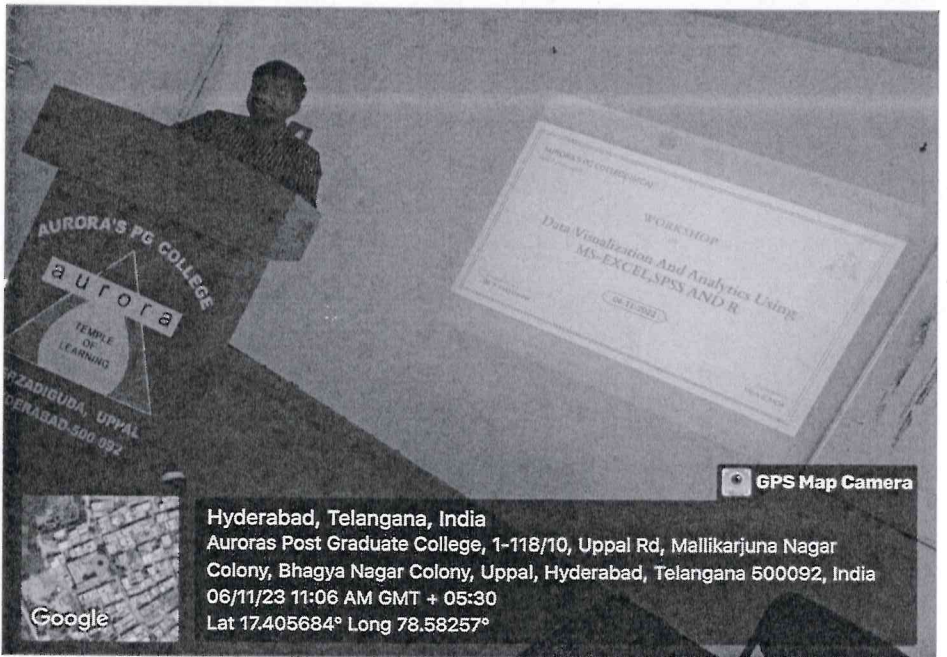 AURORA'S PG COLLEGE
aurora
TEMPLE
OF
LEARNING
RZADIGUDA, UPPAL
DERABAD-500 092
WORKSHOP
Data Visualization And Analytics Using
MS-EXCEL,SPSS AND R
GPS Map Camera
Google
Hyderabad, Telangana, India
Auroras Post Graduate College, 1-118/10, Uppal Rd, Mallikarjuna Nagar
Colony, Bhagya Nagar Colony, Uppal, Hyderabad, Telangana 500092, India
06/11/23 11:06 AM GMT + 05:30
Lat 17.405684° Long 78.58257°